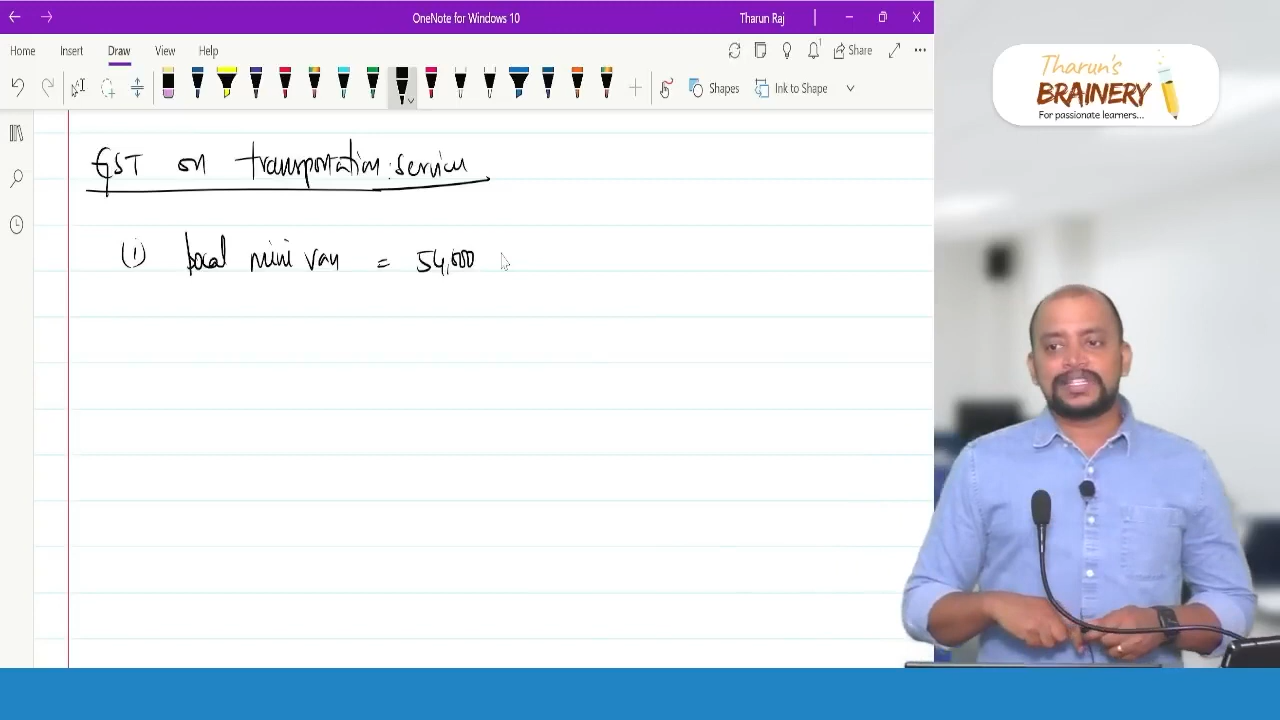 OneNote for Windows 10
Tharun Raj
Home Insert Draw View Help
Share
Shapes
Ink to Shape
Tharun's
BRAINERY
For passionate learners...
GST on transportation service
(i) local mini van = 54,000